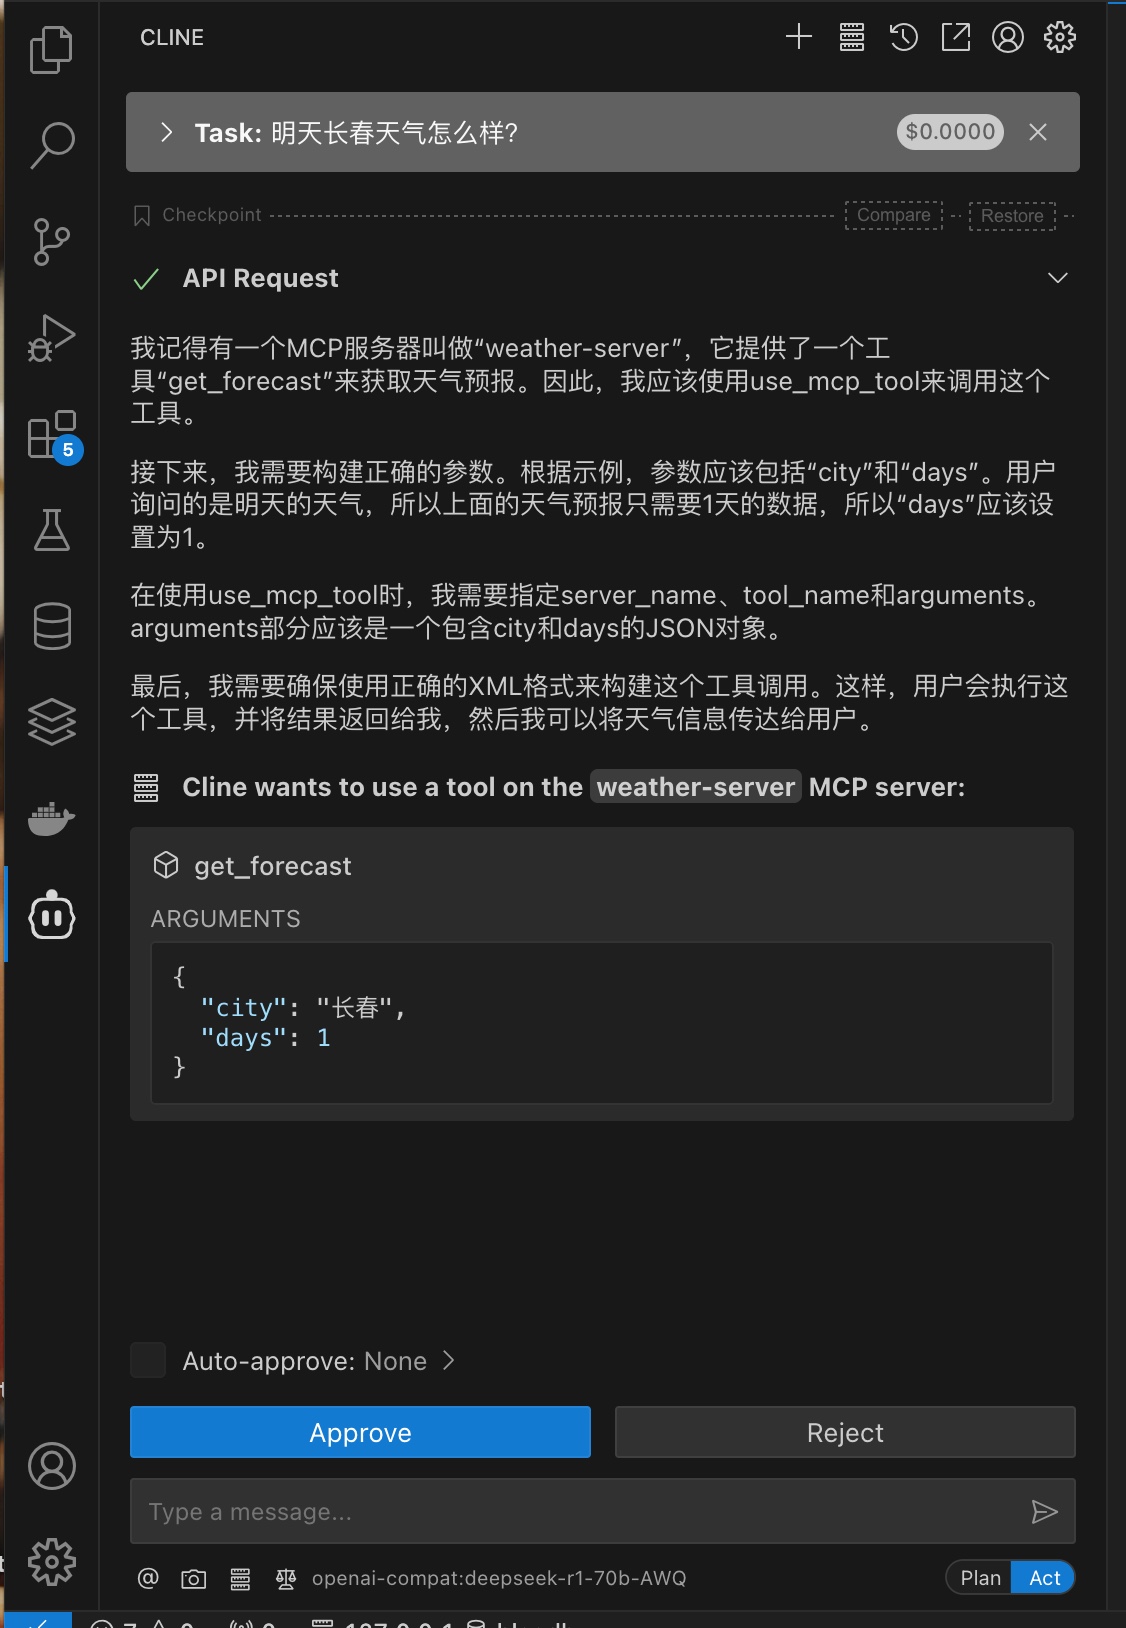 CLINE
Task: 明天长春天气怎么样?
$0.0000
Checkpoint
Compare
Restore
API Request
我记得有一个MCP服务器叫做“weather-server”，它提供了一个工
具“get_forecast”来获取天气预报。因此，我应该使用use_mcp_tool来调用这个
工具。
接下来，我需要构建正确的参数。根据示例，参数应该包括“city”和“days”。用户
询问的是明天的天气，所以上面的天气预报只需要1天的数据，所以“days”应该设
置为1。
在使用use_mcp_tool时，我需要指定server_name、tool_name和arguments。
arguments部分应该是一个包含city和days的JSON对象。
最后，我需要确保使用正确的XML格式来构建这个工具调用。这样，用户会执行这
个工具，并将结果返回给我，然后我可以将天气信息传达给用户。
5
Cline wants to use a tool on the weather-server MCP server:
get_forecast
ARGUMENTS
{
"city": "长春",
"days": 1
}
Auto-approve: None
Approve
Reject
Type a message...
@
openai-compat:deepseek-r1-70b-AWQ
Plan
Act